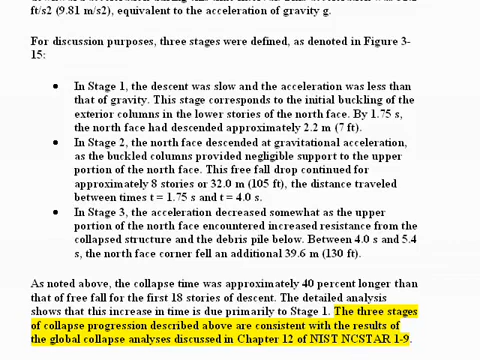 ft/s2 (9.81 m/s2), equivalent to the acceleration of gravity g.
For discussion purposes, three stages were defined, as denoted in Figure 3-
15:
• In Stage 1, the descent was slow and the acceleration was less than
that of gravity. This stage corresponds to the initial buckling of the
exterior columns in the lower stories of the north face. By 1.75 s,
the north face had descended approximately 2.2 m (7 ft).
• In Stage 2, the north face descended at gravitational acceleration,
as the buckled columns provided negligible support to the upper
portion of the north face. This free fall drop continued for
approximately 8 stories or 32.0 m (105 ft), the distance traveled
between times t = 1.75 s and t = 4.0 s.
• In Stage 3, the acceleration decreased somewhat as the upper
portion of the north face encountered increased resistance from the
collapsed structure and the debris pile below. Between 4.0 s and 5.4
s, the north face corner fell an additional 39.6 m (130 ft).
As noted above, the collapse time was approximately 40 percent longer than
that of free fall for the first 18 stories of descent. The detailed analysis
shows that this increase in time is due primarily to Stage 1. The three stages
of collapse progression described above are consistent with the results of
the global collapse analyses discussed in Chapter 12 of NIST NCSTAR 1-9.